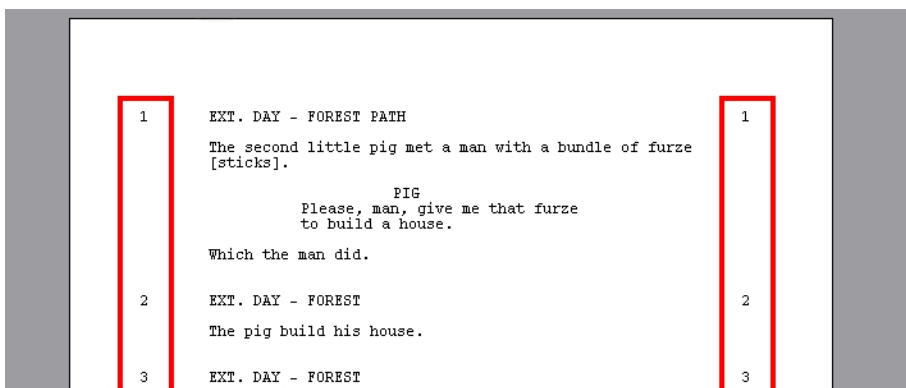 1 EXT. DAY - FOREST PATH 1
The second little pig met a man with a bundle of furze
[sticks].
PIG
Please, man, give me that furze
to build a house.
Which the man did.
2 EXT. DAY - FOREST 2
The pig build his house.
3 EXT. DAY - FOREST 3